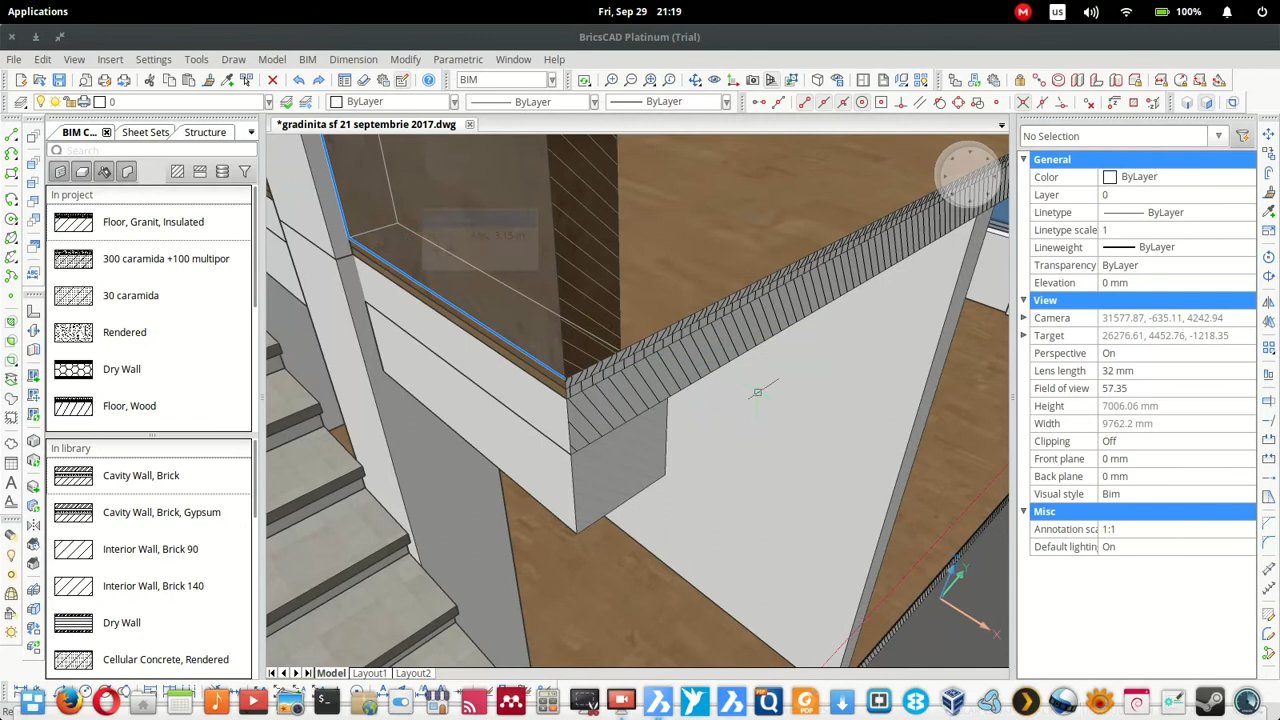 Applications
Fri, Sep 29
21:19
us
100%
BricsCAD Platinum (Trial)
File Edit View Insert Settings Tools Draw Model BIM Dimension Modify Parametric Window Help
BIM
0
ByLayer
ByLayer
ByLayer
BIM C...
Sheet Sets
Structure
*gradinita sf 21 septembrie 2017.dwg
Search
In project
Floor, Granit, Insulated
300 caramida +100 multipor
30 caramida
Rendered
Dry Wall
Floor, Wood
In library
Cavity Wall, Brick
Cavity Wall, Brick, Gypsum
Interior Wall, Brick 90
Interior Wall, Brick 140
Dry Wall
Cellular Concrete, Rendered
Y
X
Model
Layout1
Layout2
No Selection
General
Color ByLayer
Layer 0
Linetype ByLayer
Linetype scale 1
Lineweight ByLayer
Transparency ByLayer
Elevation 0 mm
View
Camera 31577.87, -635.11, 4242.94
Target 26276.61, 4452.76, -1218.35
Perspective On
Lens length 32 mm
Field of view 57.35
Height 7006.06 mm
Width 9762.2 mm
Clipping Off
Front plane 0 mm
Back plane 0 mm
Visual style Bim
Misc
Annotation sca 1:1
Default lightin On